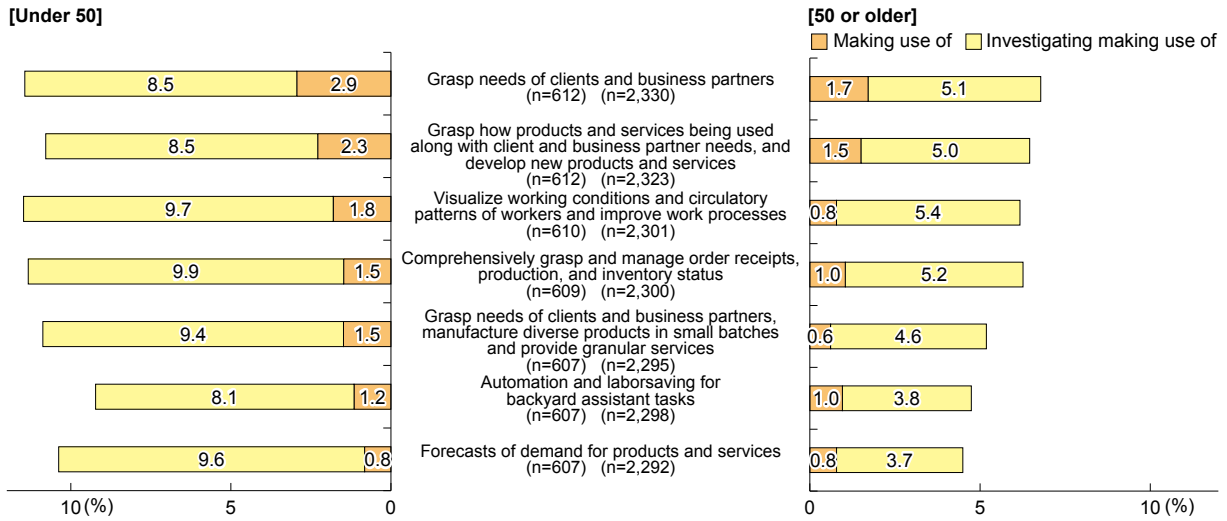 [Under 50]
[50 or older]
Making use of
Investigating making use of
8.5
2.9
Grasp needs of clients and business partners
(n=612) (n=2,330)
1.7
5.1
8.5
2.3
Grasp how products and services being used
along with client and business partner needs, and
develop new products and services
(n=612) (n=2,323)
1.5
5.0
9.7
1.8
Visualize working conditions and circulatory
patterns of workers and improve work processes
(n=610) (n=2,301)
0.8
5.4
9.9
1.5
Comprehensively grasp and manage order receipts,
production, and inventory status
(n=609) (n=2,300)
1.0
5.2
9.4
1.5
Grasp needs of clients and business partners,
manufacture diverse products in small batches
and provide granular services
(n=607) (n=2,295)
0.6
4.6
8.1
1.2
Automation and laborsaving for
backyard assistant tasks
(n=607) (n=2,298)
1.0
3.8
9.6
0.8
Forecasts of demand for products and services
(n=607) (n=2,292)
0.8
3.7
10 (%)
5
0
0
5
10 (%)